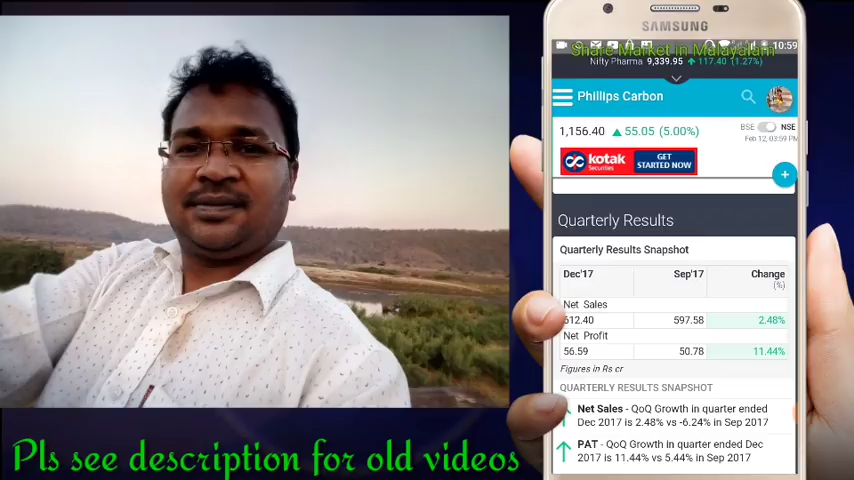 SAMSUNG
Share Market in Malayalam
10:59
Nifty Pharma 9,339.95 117.40 (1.27%)
Phillips Carbon
1,156.40 ▲ 55.05 (5.00%)
BSE NSE
Feb 12, 03:59 PM
kotak Securities GET STARTED NOW
+
Quarterly Results
Quarterly Results Snapshot
Dec'17 Sep'17 Change (%)
Net Sales
612.40 597.58 2.48%
Net Profit
56.59 50.78 11.44%
Figures in Rs cr
QUARTERLY RESULTS SNAPSHOT
Net Sales - QoQ Growth in quarter ended
Dec 2017 is 2.48% vs -6.24% in Sep 2017
PAT - QoQ Growth in quarter ended Dec
2017 is 11.44% vs 5.44% in Sep 2017
Pls see description for old videos